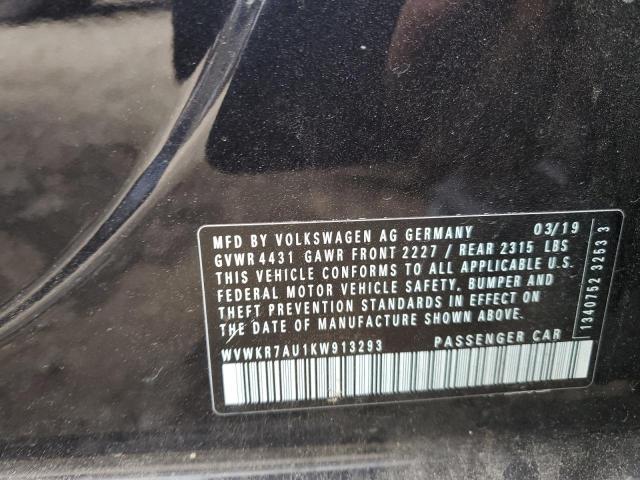 MFD BY VOLKSWAGEN AG GERMANY 03/19
GVWR 4431 GAWR FRONT 2227 / REAR 2315 LBS
THIS VEHICLE CONFORMS TO ALL APPLICABLE U.S.
FEDERAL MOTOR VEHICLE SAFETY, BUMPER AND
THEFT PREVENTION STANDARDS IN EFFECT ON
THE DATE OF MANUFACTURE SHOWN ABOVE.
WVWKR7AU1KW913293 PASSENGER CAR
1340752 3253 3